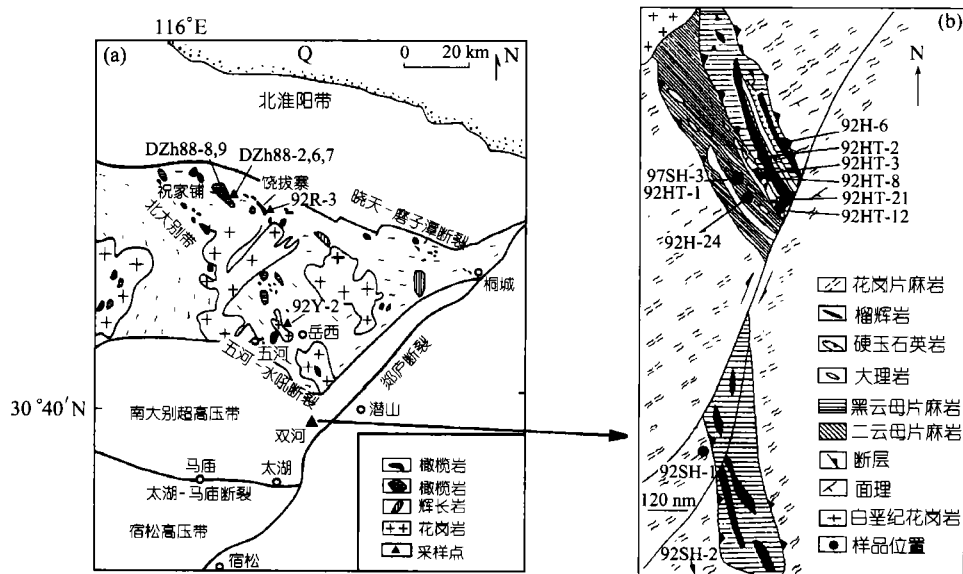 116°E
(a)
Q
0 20 km
N
北淮阳带
DZh88-8,9
DZh88-2,6,7
祝家铺
饶拔寨
92R-3
北大别带
晓天-磨子潭断裂
桐城
92Y-2
岳西
五河
五河-水吼断裂
郯庐断裂
30°40′N
南大别超高压带
潜山
双河
马庙
太湖
太湖-马庙断裂
宿松高压带
宿松
橄榄岩
橄榄岩
辉长岩
花岗岩
采样点
(b)
N
92H-6
92HT-2
92HT-3
97SH-3
92HT-8
92HT-1
92HT-21
92HT-12
92H-24
花岗片麻岩
榴辉岩
硬玉石英岩
大理岩
黑云母片麻岩
二云母片麻岩
断层
面理
白垩纪花岗岩
样品位置
92SH-1
120 nm
92SH-2